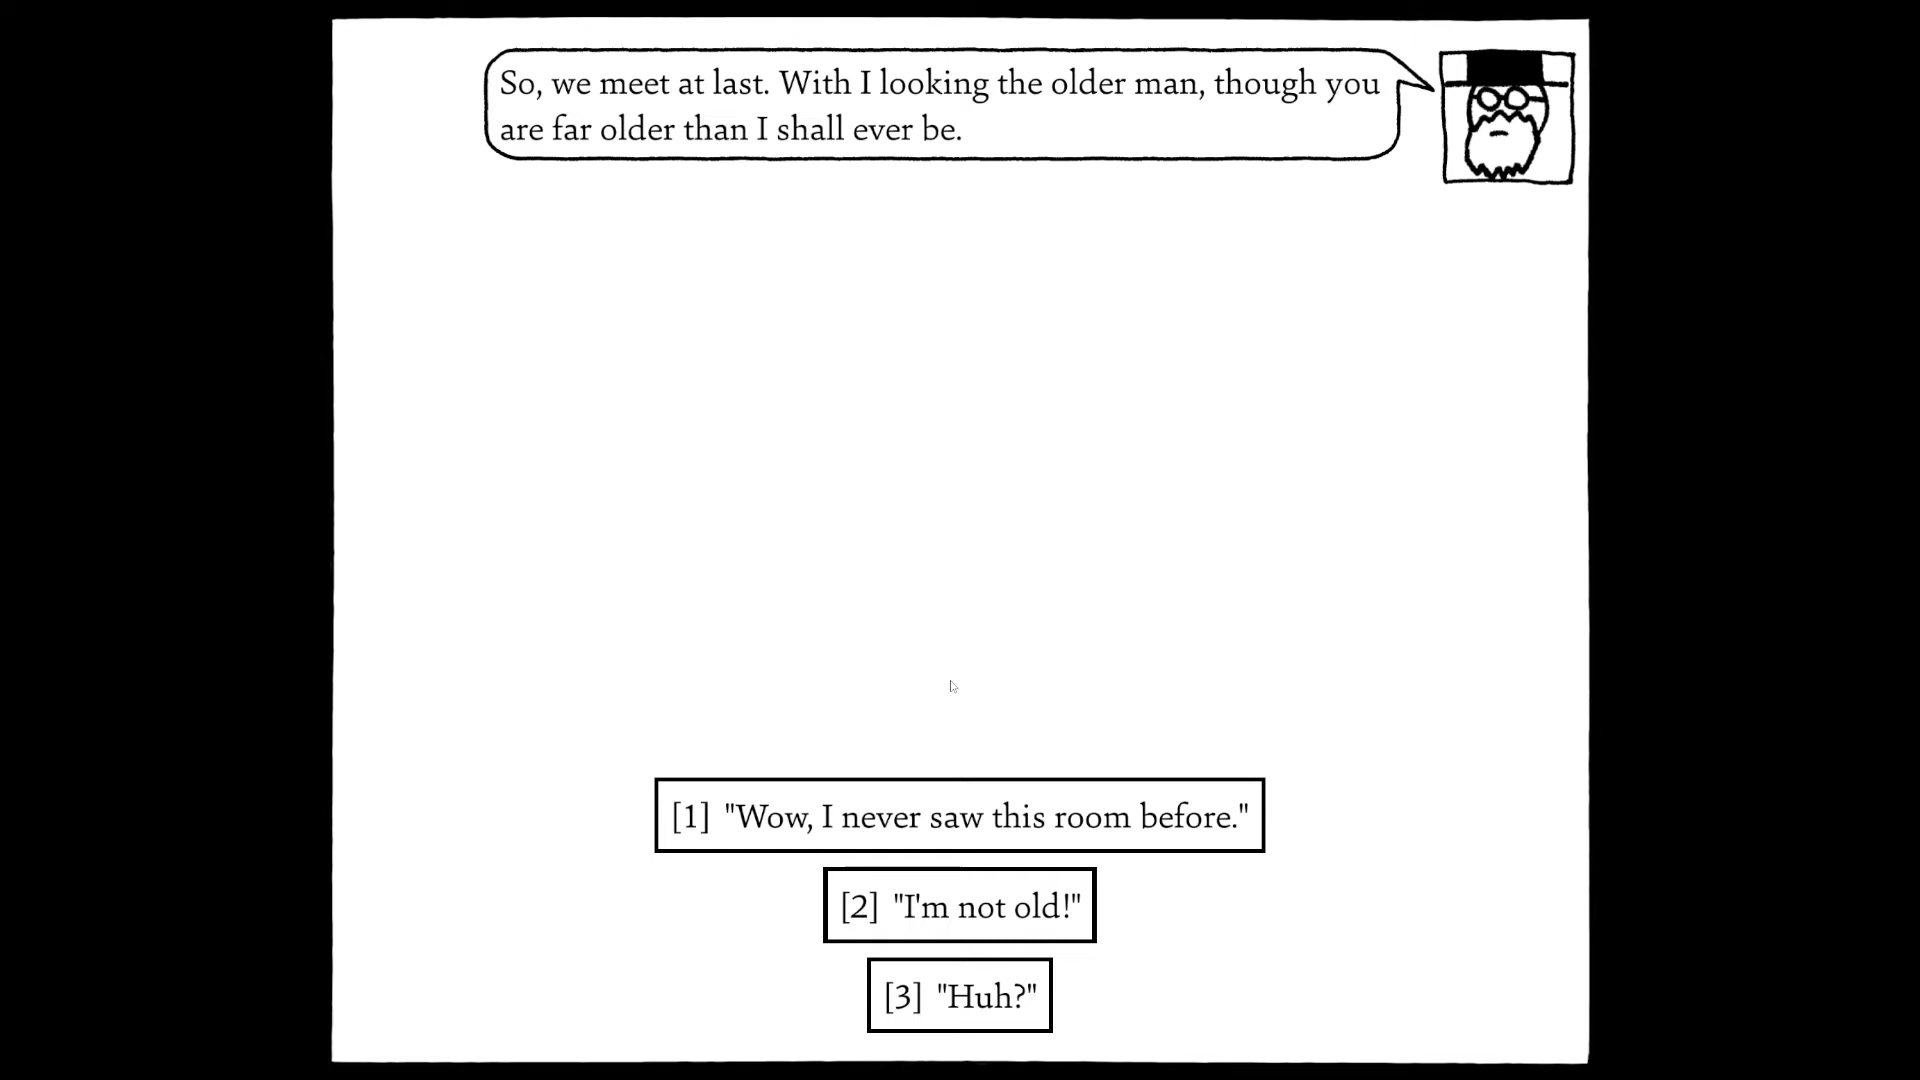 So, we meet at last. With I looking the older man, though you
are far older than I shall ever be.
[1] "Wow, I never saw this room before."
[2] "I'm not old!"
[3] "Huh?"